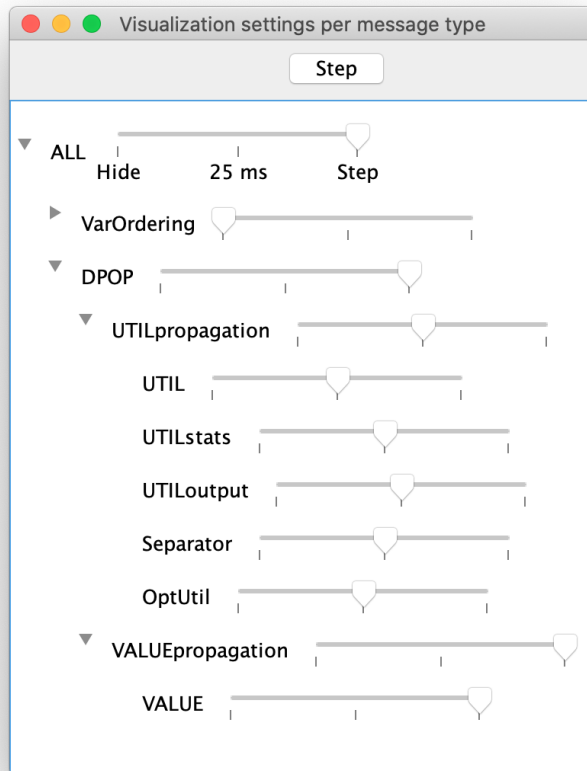 Visualization settings per message type
Step
ALL
Hide 25 ms Step
VarOrdering
DPOP
UTILpropagation
UTIL
UTILstats
UTILoutput
Separator
OptUtil
VALUEpropagation
VALUE